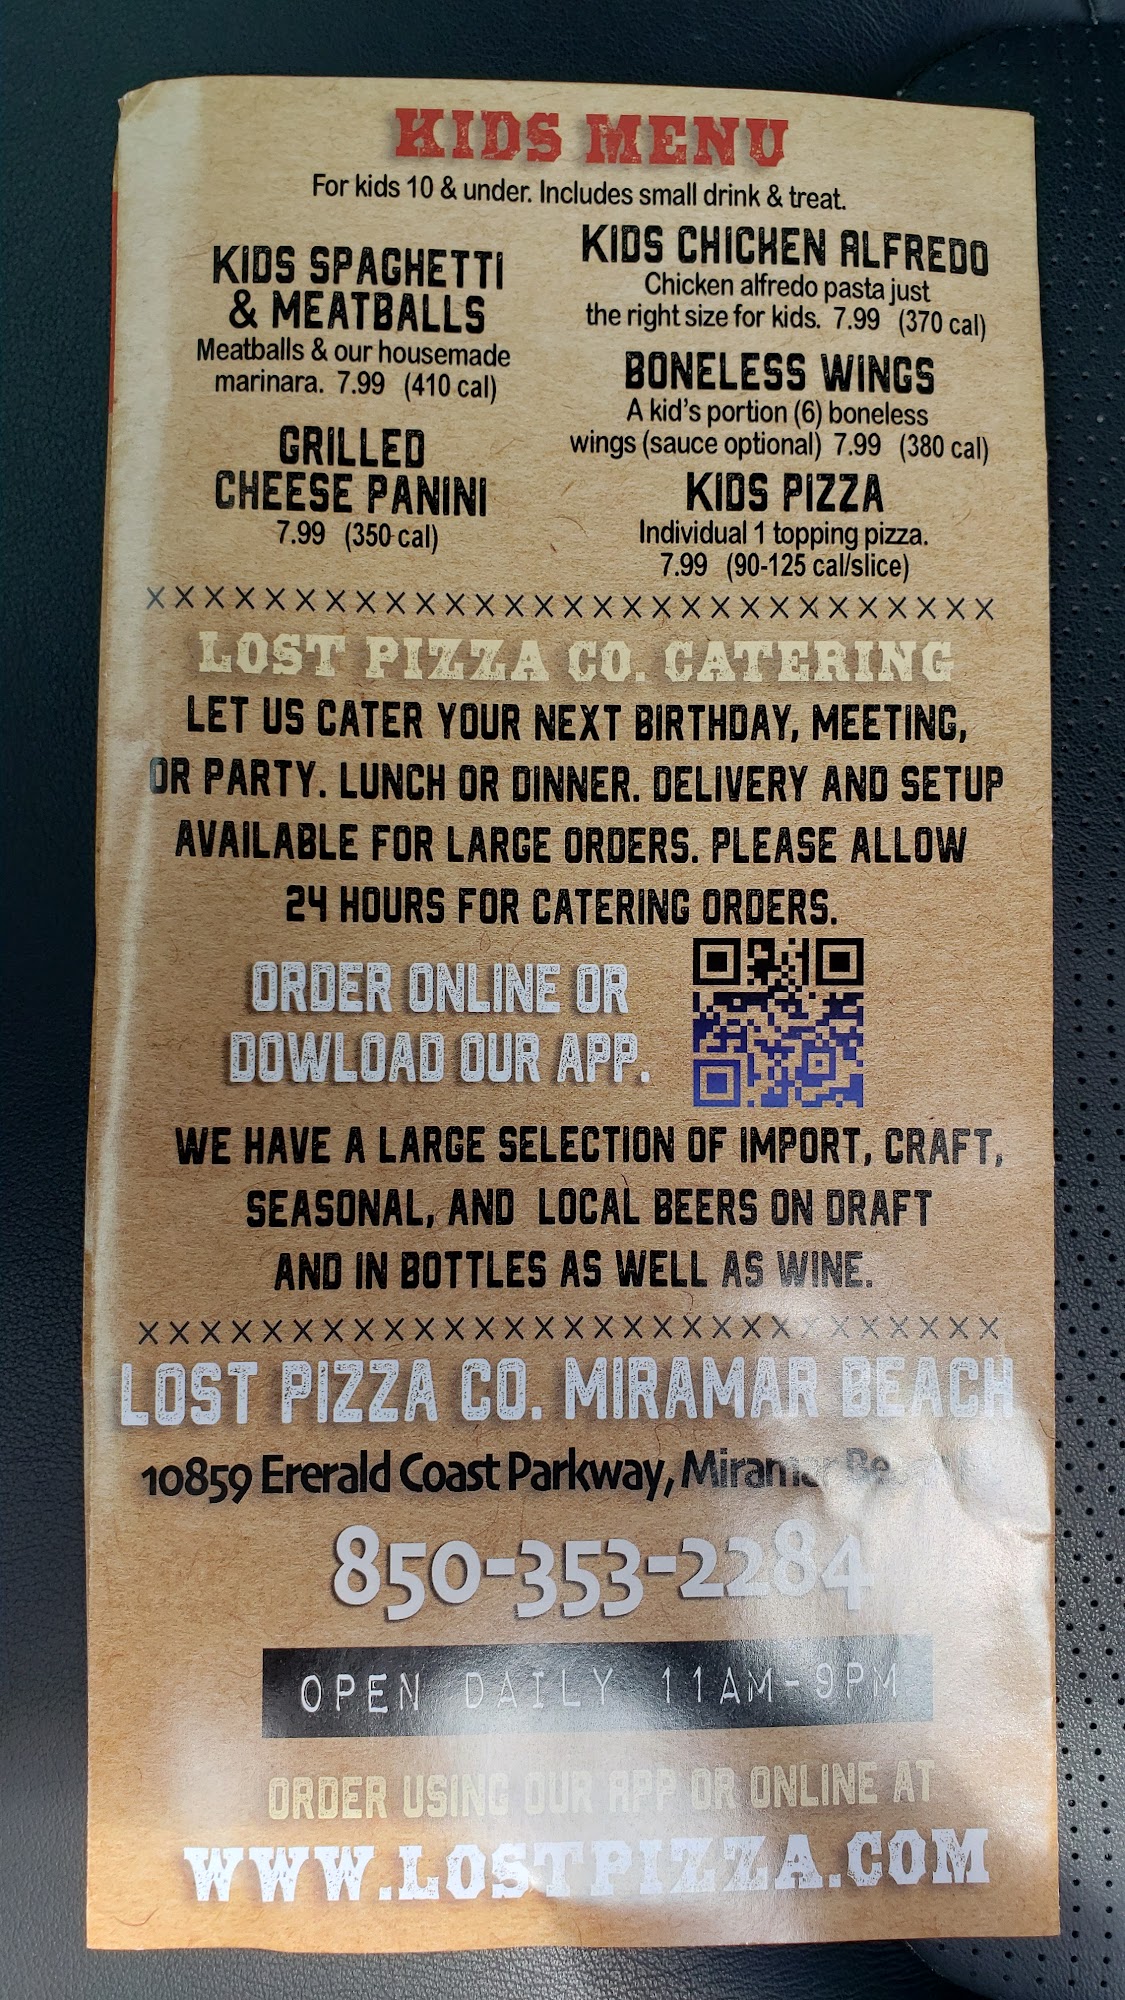 KIDS MENU
For kids 10 & under. Includes small drink & treat.
KIDS SPAGHETTI
& MEATBALLS
Meatballs & our housemade
marinara. 7.99 (410 cal)
GRILLED
CHEESE PANINI
7.99 (350 cal)
KIDS CHICKEN ALFREDO
Chicken alfredo pasta just
the right size for kids. 7.99 (370 cal)
BONELESS WINGS
A kid's portion (6) boneless
wings (sauce optional) 7.99 (380 cal)
KIDS PIZZA
Individual 1 topping pizza.
7.99 (90-125 cal/slice)
XXXXXXXXXXXXXXXXXXXXXXXXXXXXX
LOST PIZZA CO. CATERING
LET US CATER YOUR NEXT BIRTHDAY, MEETING,
OR PARTY. LUNCH OR DINNER. DELIVERY AND SETUP
AVAILABLE FOR LARGE ORDERS. PLEASE ALLOW
24 HOURS FOR CATERING ORDERS.
ORDER ONLINE OR
DOWLOAD OUR APP.
WE HAVE A LARGE SELECTION OF IMPORT, CRAFT,
SEASONAL, AND LOCAL BEERS ON DRAFT
AND IN BOTTLES AS WELL AS WINE.
XXXXXXXXXXXXXXXXXXXXXXXXXXXXX
LOST PIZZA CO. MIRAMAR BEACH
10859 Ererald Coast Parkway, Miramar
850-353-2284
OPEN DAILY 11AM-9PM
ORDER USING OUR APP OR ONLINE AT
WWW.LOSTPIZZA.COM